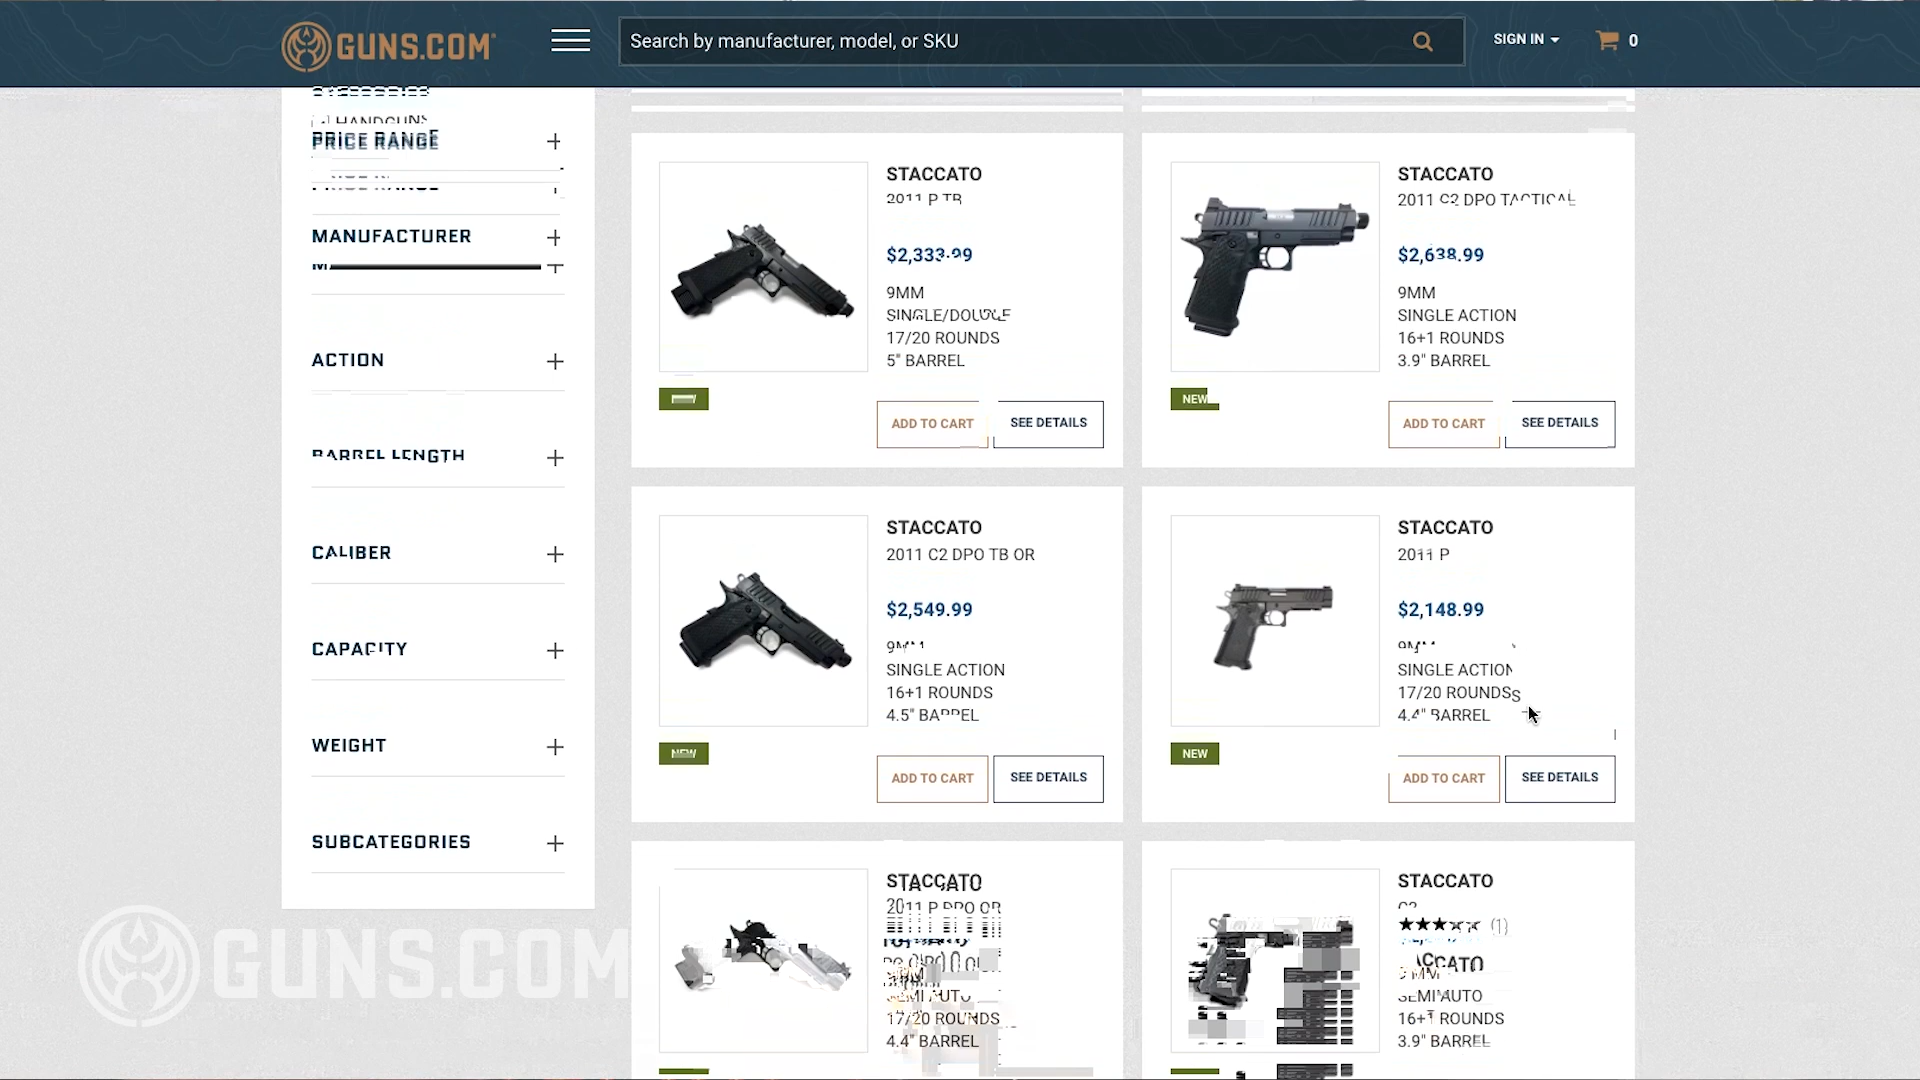 GUNS.COM
Search by manufacturer, model, or SKU
SIGN IN
0
HANDGUNS
PRICE RANGE
PRICE RANGE
MANUFACTURER
ACTION
BARREL LENGTH
CALIBER
CAPACITY
WEIGHT
SUBCATEGORIES
STACCATO
2011 P TB
$2,333.99
9MM
SINGLE/DOUBLE
17/20 ROUNDS
5" BARREL
ADD TO CART
SEE DETAILS
STACCATO
2011 C2 DPO TACTICAL
$2,638.99
9MM
SINGLE ACTION
16+1 ROUNDS
3.9" BARREL
NEW
ADD TO CART
SEE DETAILS
STACCATO
2011 C2 DPO TB OR
$2,549.99
9MM
SINGLE ACTION
16+1 ROUNDS
4.5" BARREL
NEW
ADD TO CART
SEE DETAILS
STACCATO
2011 P
$2,148.99
9MM
SINGLE ACTION
17/20 ROUNDS
4.4" BARREL
NEW
ADD TO CART
SEE DETAILS
STACCATO
2011 P DPO OR
SEMI AUTO
17/20 ROUNDS
4.4" BARREL
STACCATO
C2
(1)
9MM
SEMI AUTO
16+1 ROUNDS
3.9" BARREL
GUNS.COM